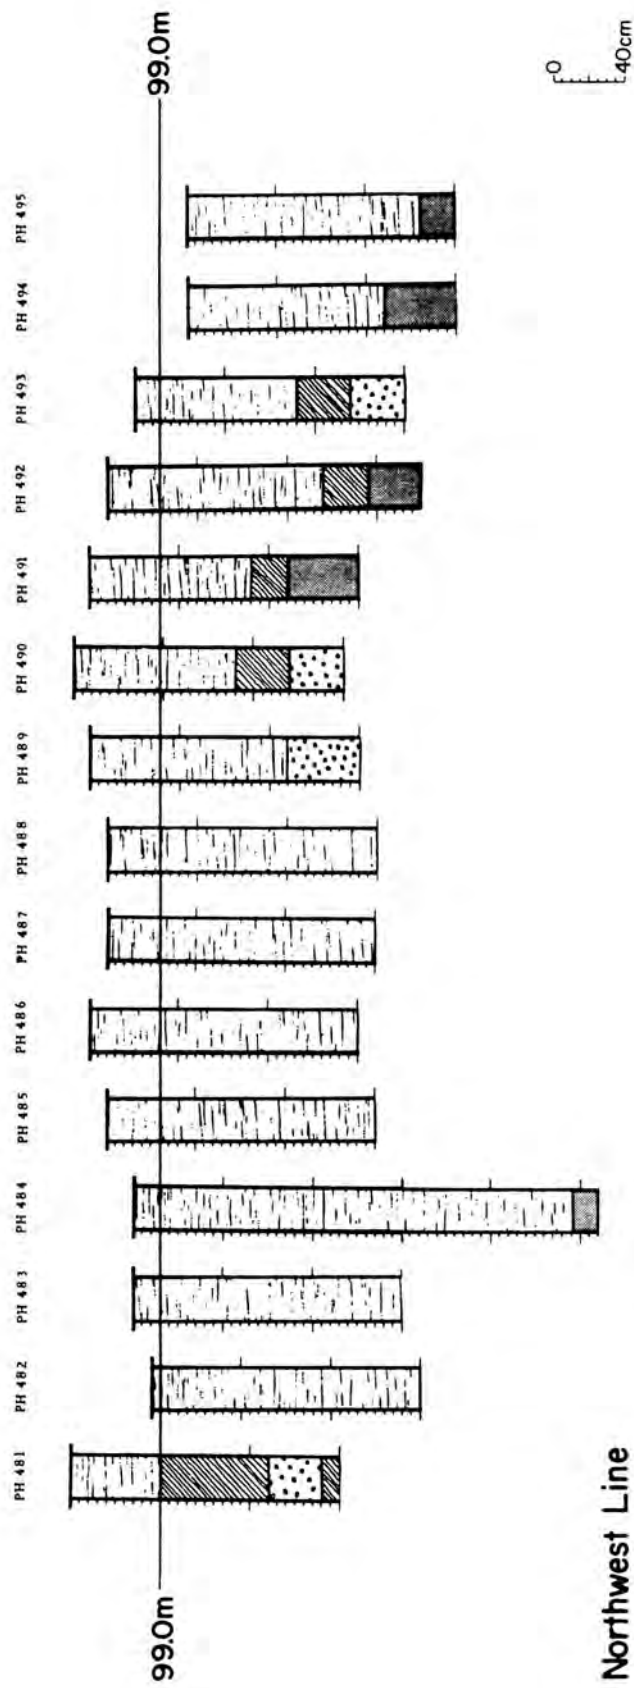 PH 481
PH 482
PH 483
PH 484
PH 485
PH 486
PH 487
PH 488
PH 489
PH 490
PH 491
PH 492
PH 493
PH 494
PH 495
99.0m
99.0m
Northwest Line
0
40cm